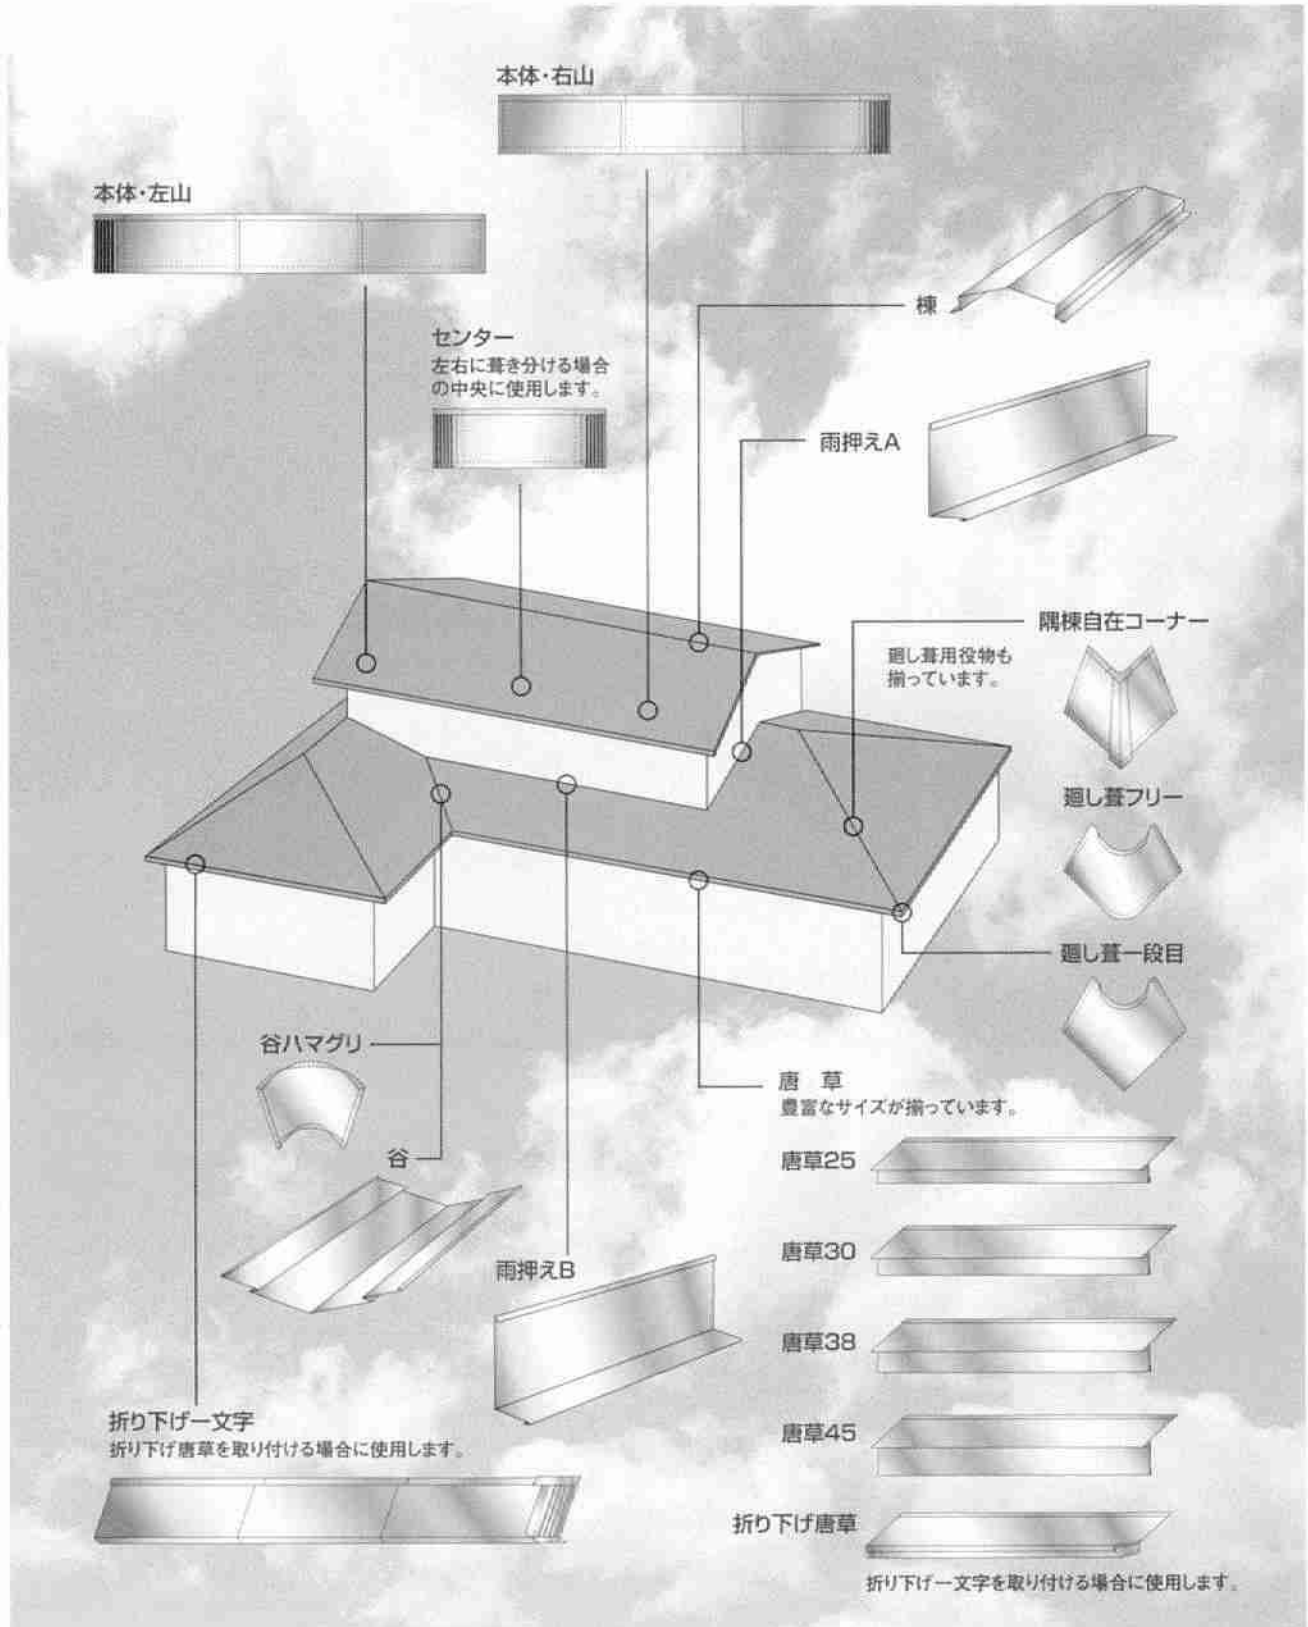 本体・右山
本体・左山
棟
センター
左右に葺き分ける場合
の中央に使用します。
雨押えA
隅棟自在コーナー
廻し葺用役物も
揃っています。
廻し葺フリー
廻し葺一段目
谷ハマグリ
唐 草
豊富なサイズが揃っています。
谷
唐草25
唐草30
雨押えB
唐草38
折り下げ一文字
折り下げ唐草を取り付ける場合に使用します。
唐草45
折り下げ唐草
折り下げ一文字を取り付ける場合に使用します。